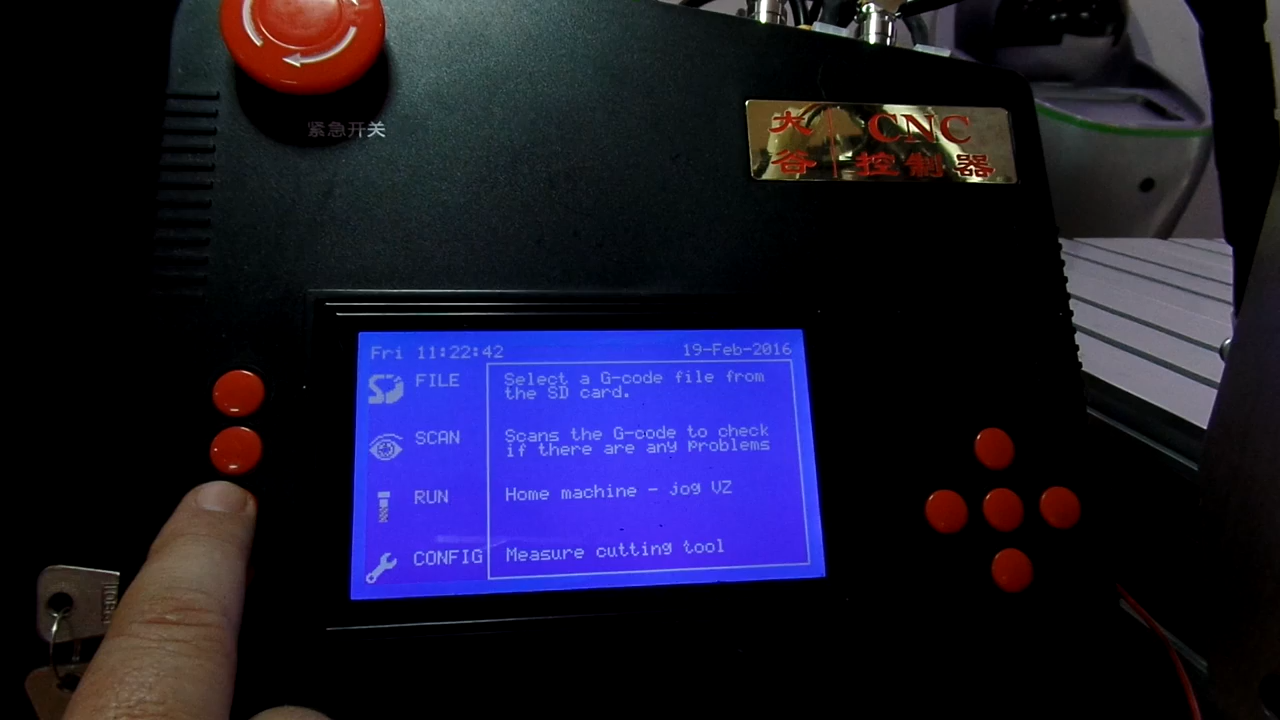 紧急开关
大谷 CNC
控制器
Fri 11:22:42 19-Feb-2016
FILE
Select a G-code file from
the SD card.
SCAN
Scans the G-code to check
if there are any problems
RUN
Home machine - jog VZ
CONFIG
Measure cutting tool